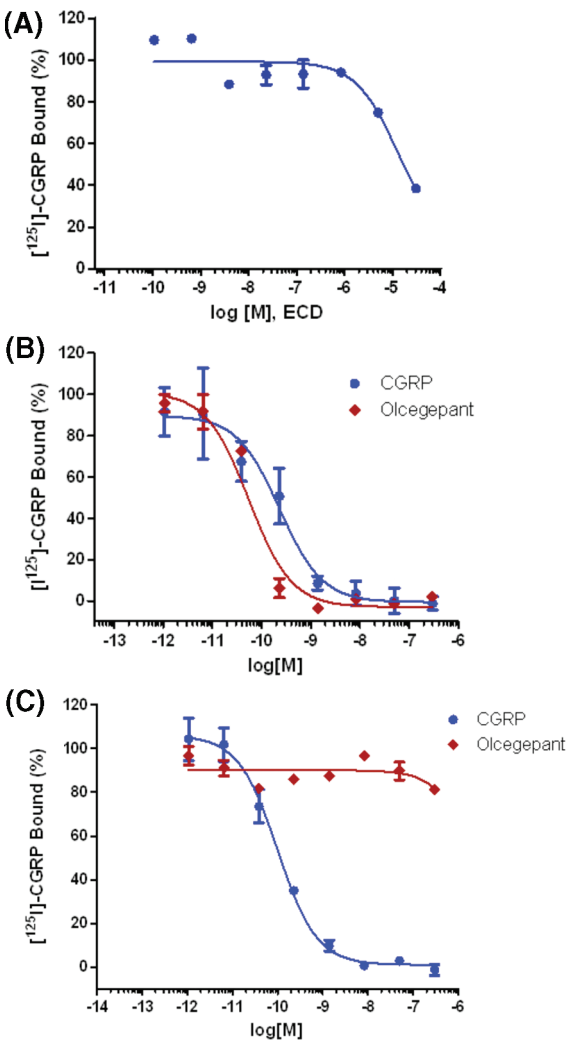 (A)
120
100
80
60
40
20
0
[¹²⁵I]-CGRP Bound (%)
-11 -10 -9 -8 -7 -6 -5 -4
log [M], ECD
(B)
120
100
80
60
40
20
0
[I¹²⁵]-CGRP Bound (%)
CGRP
Olcegepant
-13 -12 -11 -10 -9 -8 -7 -6
log[M]
(C)
120
100
80
60
40
20
0
[¹²⁵I]-CGRP Bound (%)
CGRP
Olcegepant
-14 -13 -12 -11 -10 -9 -8 -7 -6
log[M]